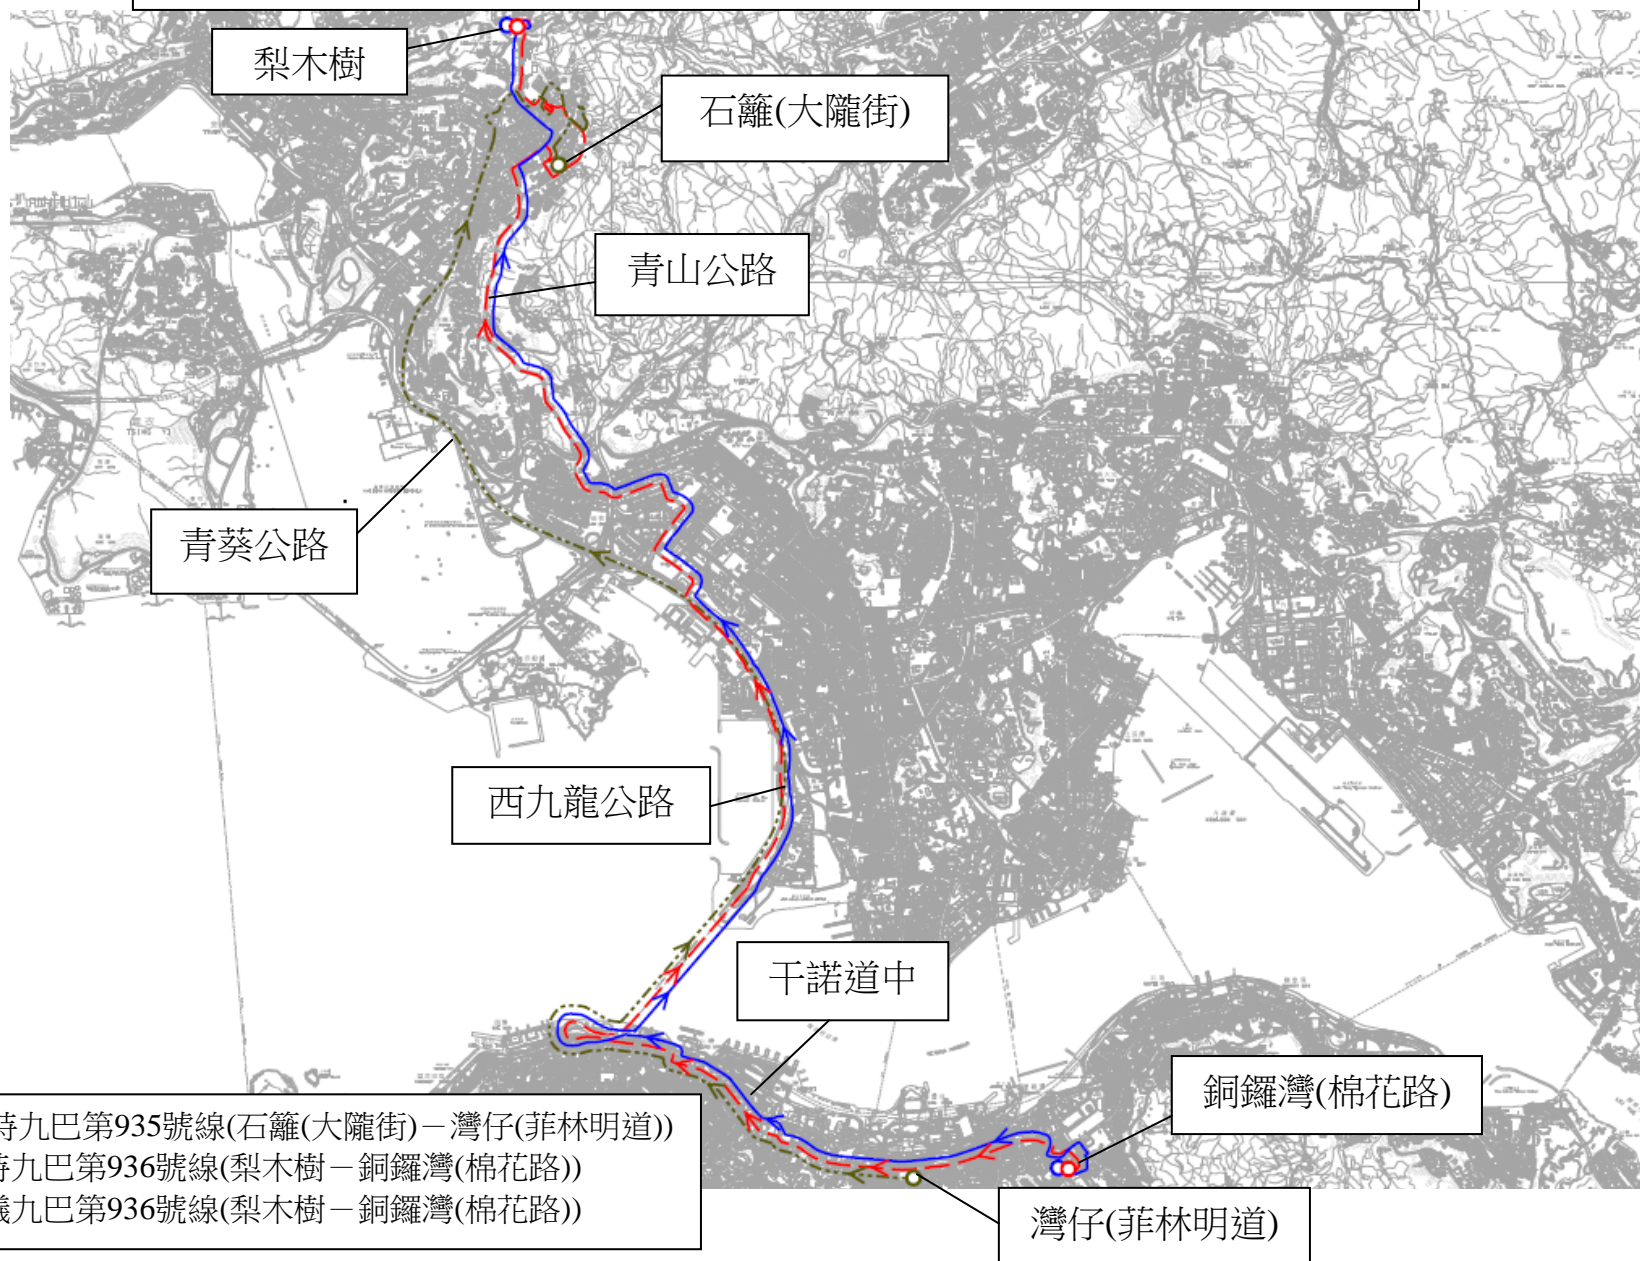 梨木樹
石籬(大隴街)
青山公路
青葵公路
西九龍公路
干諾道中
銅鑼灣(棉花路)
時九巴第935號線(石籬(大隴街)－灣仔(菲林明道))
時九巴第936號線(梨木樹－銅鑼灣(棉花路))
議九巴第936號線(梨木樹－銅鑼灣(棉花路))
灣仔(菲林明道)